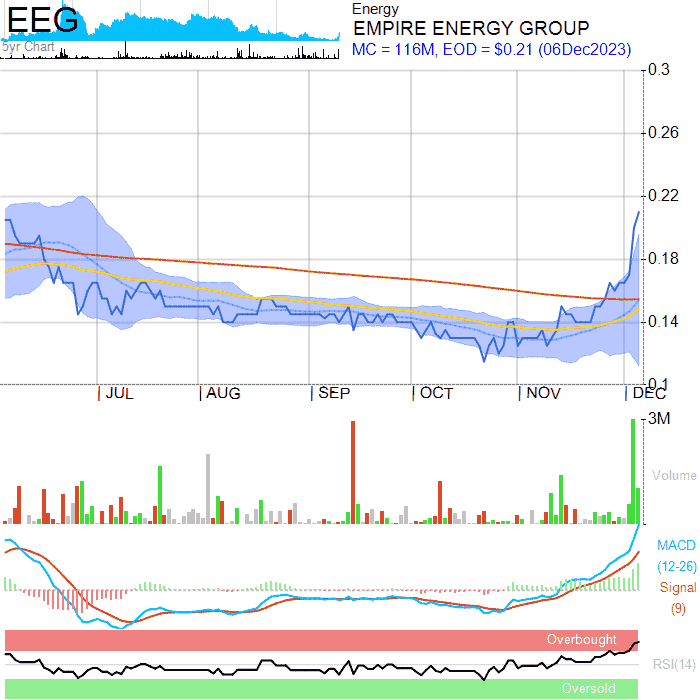 EEG
5yr Chart
Energy
EMPIRE ENERGY GROUP
MC = 116M, EOD = $0.21 (06Dec2023)
0.3
0.26
0.22
0.18
0.14
0.1
JUL AUG SEP OCT NOV DEC
3M
Volume
MACD
(12-26)
Signal
(9)
Overbought
RSI(14)
Oversold